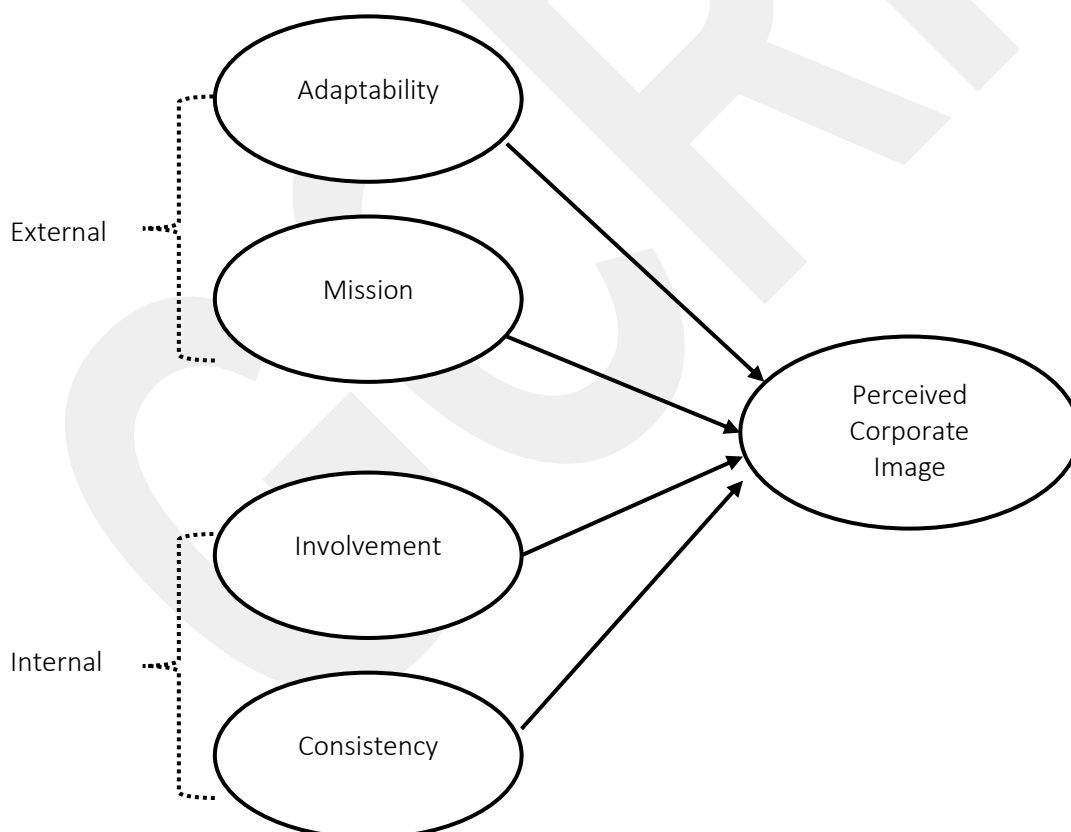 Adaptability
External
Mission
Perceived
Corporate
Image
Involvement
Internal
Consistency